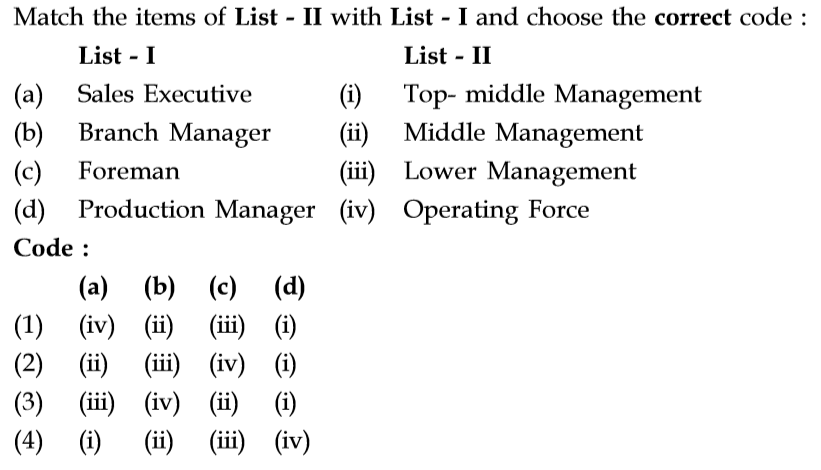 Match the items of List - II with List - I and choose the correct code :
List - I List - II
(a) Sales Executive (i) Top- middle Management
(b) Branch Manager (ii) Middle Management
(c) Foreman (iii) Lower Management
(d) Production Manager (iv) Operating Force
Code :
(a) (b) (c) (d)
(1) (iv) (ii) (iii) (i)
(2) (ii) (iii) (iv) (i)
(3) (iii) (iv) (ii) (i)
(4) (i) (ii) (iii) (iv)